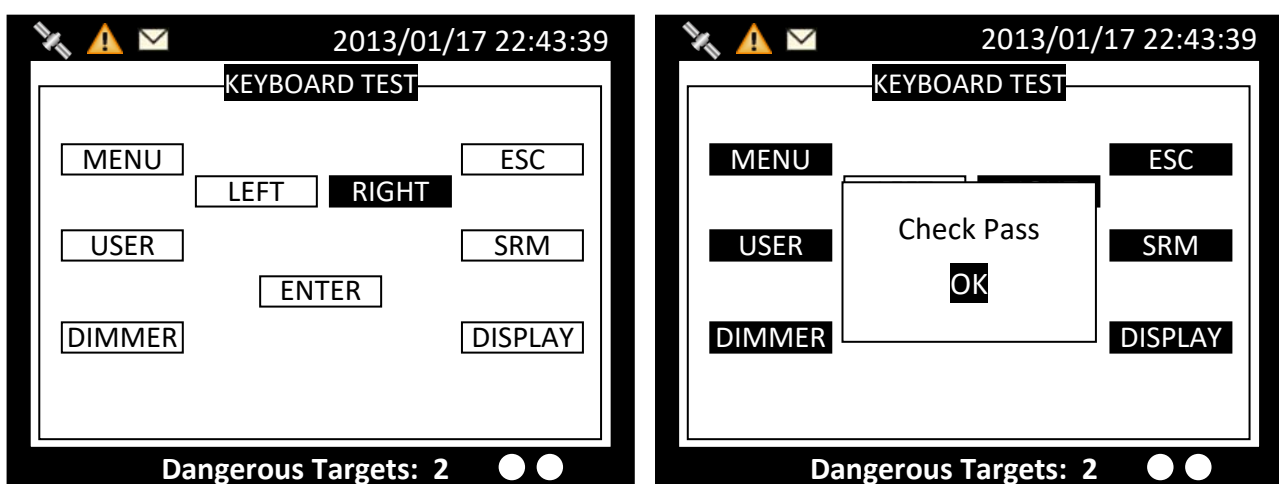 2013/01/17 22:43:39
KEYBOARD TEST
MENU ESC
LEFT RIGHT
USER SRM
ENTER
DIMMER DISPLAY
Dangerous Targets: 2
2013/01/17 22:43:39
KEYBOARD TEST
MENU ESC
Check Pass
USER SRM
OK
DIMMER DISPLAY
Dangerous Targets: 2